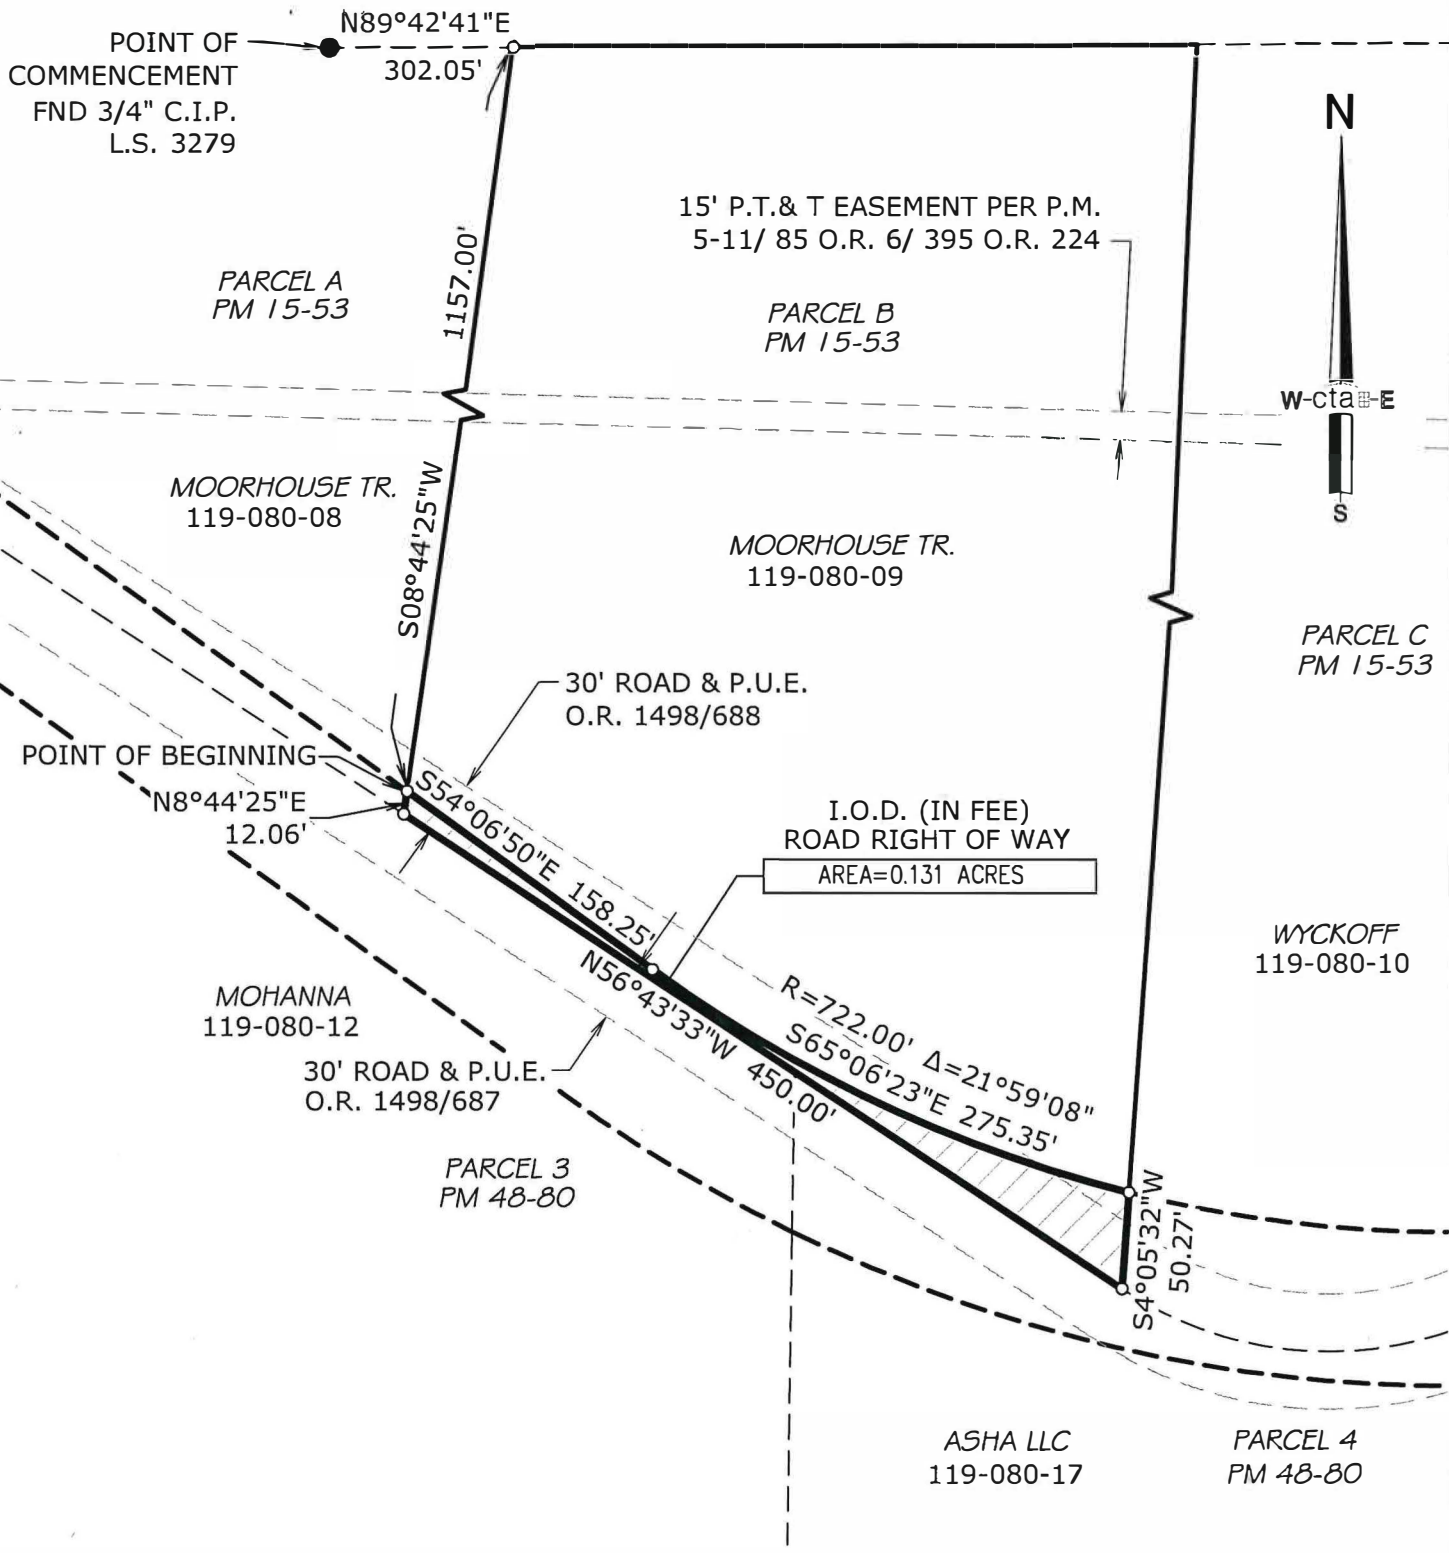 N89°42'41"E
302.05'
POINT OF
COMMENCEMENT
FND 3/4" C.I.P.
L.S. 3279
N
15' P.T.& T EASEMENT PER P.M.
5-11/ 85 O.R. 6/ 395 O.R. 224
1157.00'
PARCEL A
PM 15-53
PARCEL B
PM 15-53
W-cta-E
S
S08°44'25"W
MOORHOUSE TR.
119-080-08
MOORHOUSE TR.
119-080-09
PARCEL C
PM 15-53
30' ROAD & P.U.E.
O.R. 1498/688
POINT OF BEGINNING
N8°44'25"E
12.06'
S54°06'50"E 158.25'
I.O.D. (IN FEE)
ROAD RIGHT OF WAY
AREA=0.131 ACRES
WYCKOFF
119-080-10
N56°43'33"W 450.00'
R=722.00' Δ=21°59'08"
S65°06'23"E 275.35'
MOHANNA
119-080-12
30' ROAD & P.U.E.
O.R. 1498/687
PARCEL 3
PM 48-80
S4°05'32"W
50.27'
ASHA LLC
119-080-17
PARCEL 4
PM 48-80